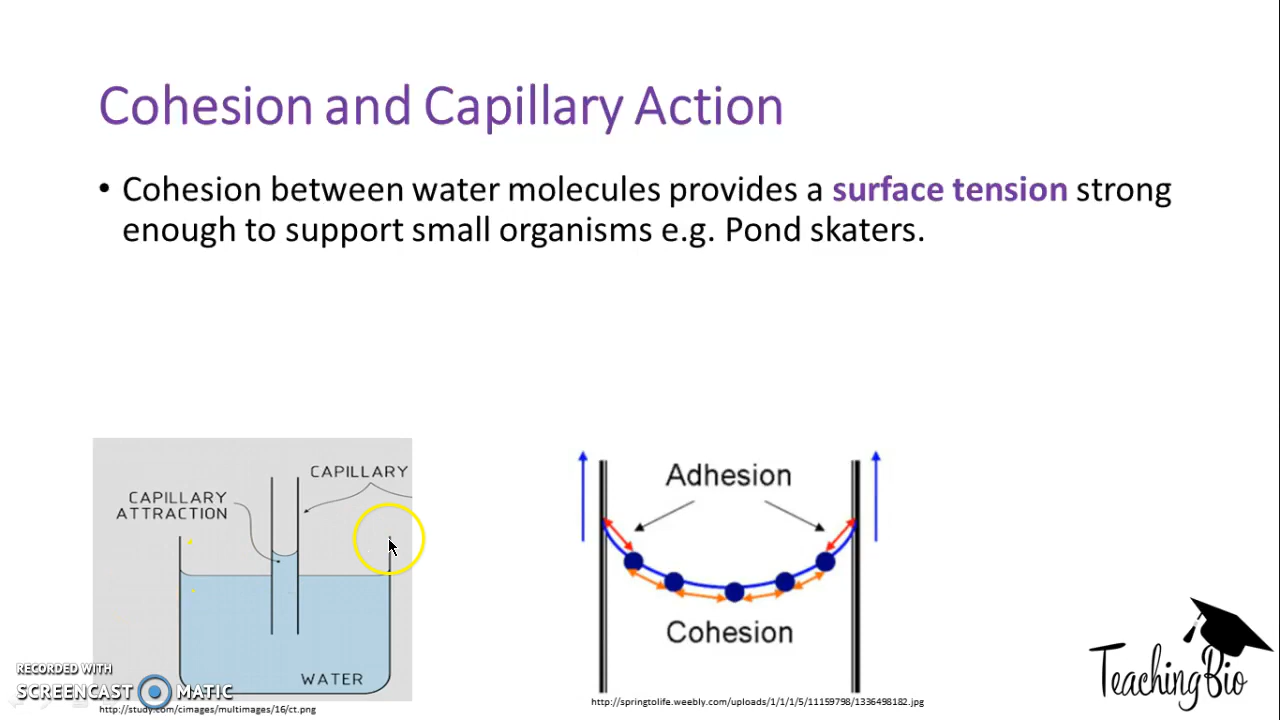 Cohesion and Capillary Action
• Cohesion between water molecules provides a surface tension strong
enough to support small organisms e.g. Pond skaters.
CAPILLARY
CAPILLARY
ATTRACTION
WATER
Adhesion
Cohesion
RECORDED WITH
SCREENCAST MATIC
http://study.com/cimages/multimages/16/ct.png
http://springtolife.weebly.com/uploads/1/1/1/5/11159798/1336498182.jpg
TeachingBio